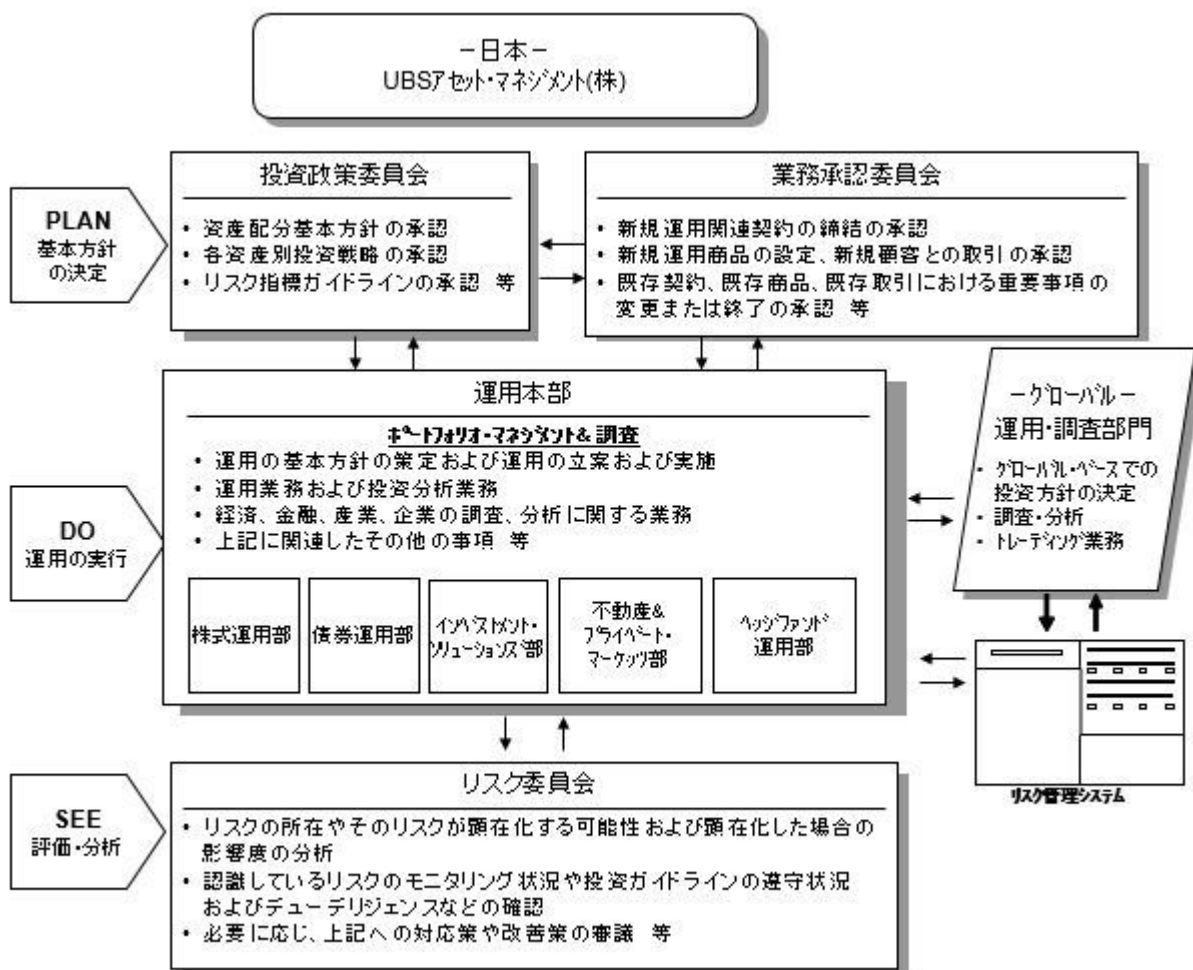 －日本－
UBSアセット・マネジメント(株)
PLAN
基本方針
の決定
投資政策委員会
• 資産配分基本方針の承認
• 各資産別投資戦略の承認
• リスク指標ガイドラインの承認 等
業務承認委員会
• 新規運用関連契約の締結の承認
• 新規運用商品の設定、新規顧客との取引の承認
• 既存契約、既存商品、既存取引における重要事項の
変更または終了の承認 等
DO
運用の実行
運用本部
ポートフォリオ・マネジメント&調査
• 運用の基本方針の策定および運用の立案および実施
• 運用業務および投資分析業務
• 経済、金融、産業、企業の調査、分析に関する業務
• 上記に関連したその他の事項 等
株式運用部
債券運用部
インベストメント・
ソリューションズ部
不動産&
プライベート・
マーケッツ部
ヘッジファンド
運用部
－グローバル－
運用・調査部門
• グローバル・ベースでの
投資方針の決定
• 調査・分析
• トレーディング業務
リスク管理システム
SEE
評価・分析
リスク委員会
• リスクの所在やそのリスクが顕在化する可能性および顕在化した場合の
影響度の分析
• 認識しているリスクのモニタリング状況や投資ガイドラインの遵守状況
およびデューデリジェンスなどの確認
• 必要に応じ、上記への対応策や改善策の審議 等